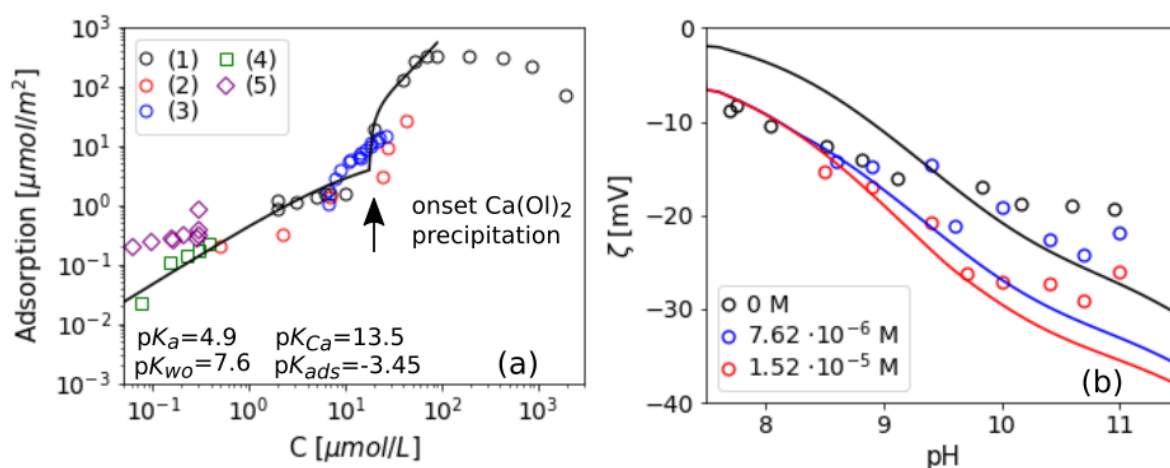 10³
10²
10¹
10⁰
10⁻¹
10⁻²
10⁻³
Adsorption [μmol/m²]
(1) (4)
(2) (5)
(3)
onset Ca(Ol)₂
precipitation
pKₐ=4.9 pK_Ca=13.5
pK_wo=7.6 pK_ads=-3.45
(a)
10⁻¹ 10⁰ 10¹ 10² 10³
C [μmol/L]
0
−10
−20
−30
−40
ζ [mV]
0 M
7.62 ·10⁻⁶ M
1.52 ·10⁻⁵ M
(b)
8 9 10 11
pH